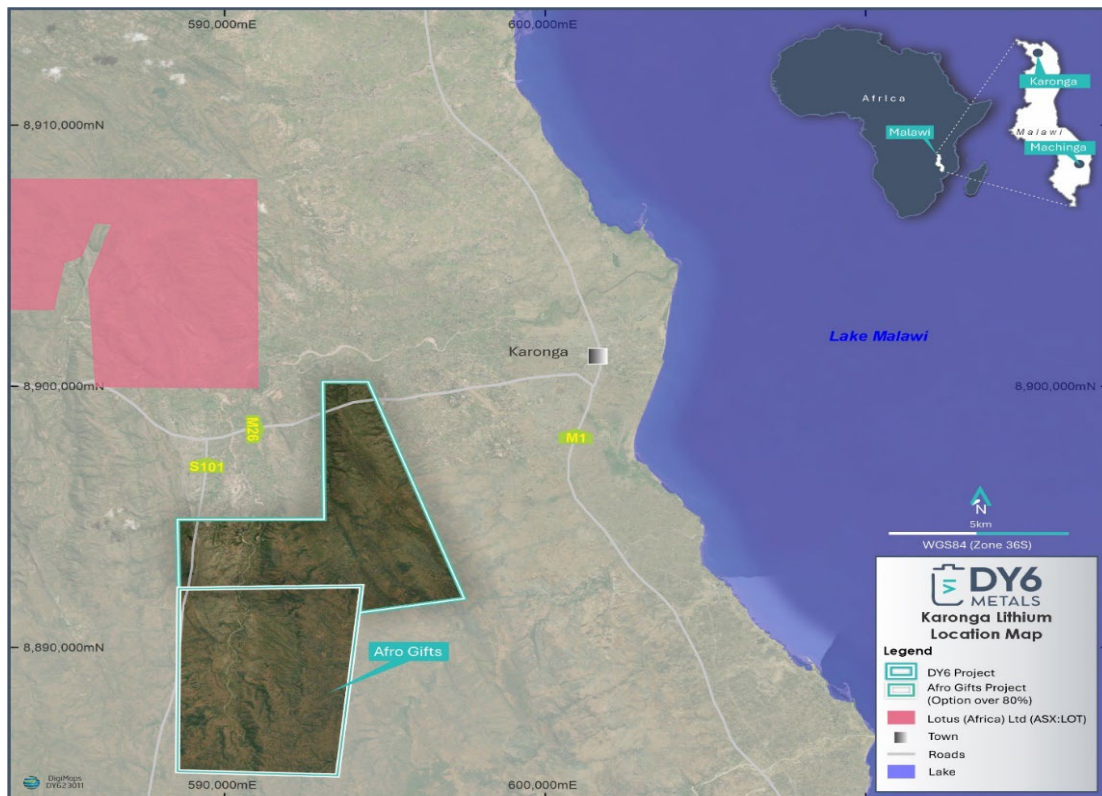 590,000mE
600,000mE
8,910,000mN
Africa
Malawi
Karonga
Malawi
Machinga
Lake Malawi
Karonga
8,900,000mN
8,900,000mN
M26
M1
S101
N
5km
WGS84 (Zone 36S)
DY6
METALS
Karonga Lithium
Location Map
Legend
DY6 Project
Afro Gifts Project
(Option over 80%)
Lotus (Africa) Ltd (ASX:LOT)
Town
Roads
Lake
8,890,000mN
Afro Gifts
DigiMaps
DY623011
590,000mE
600,000mE